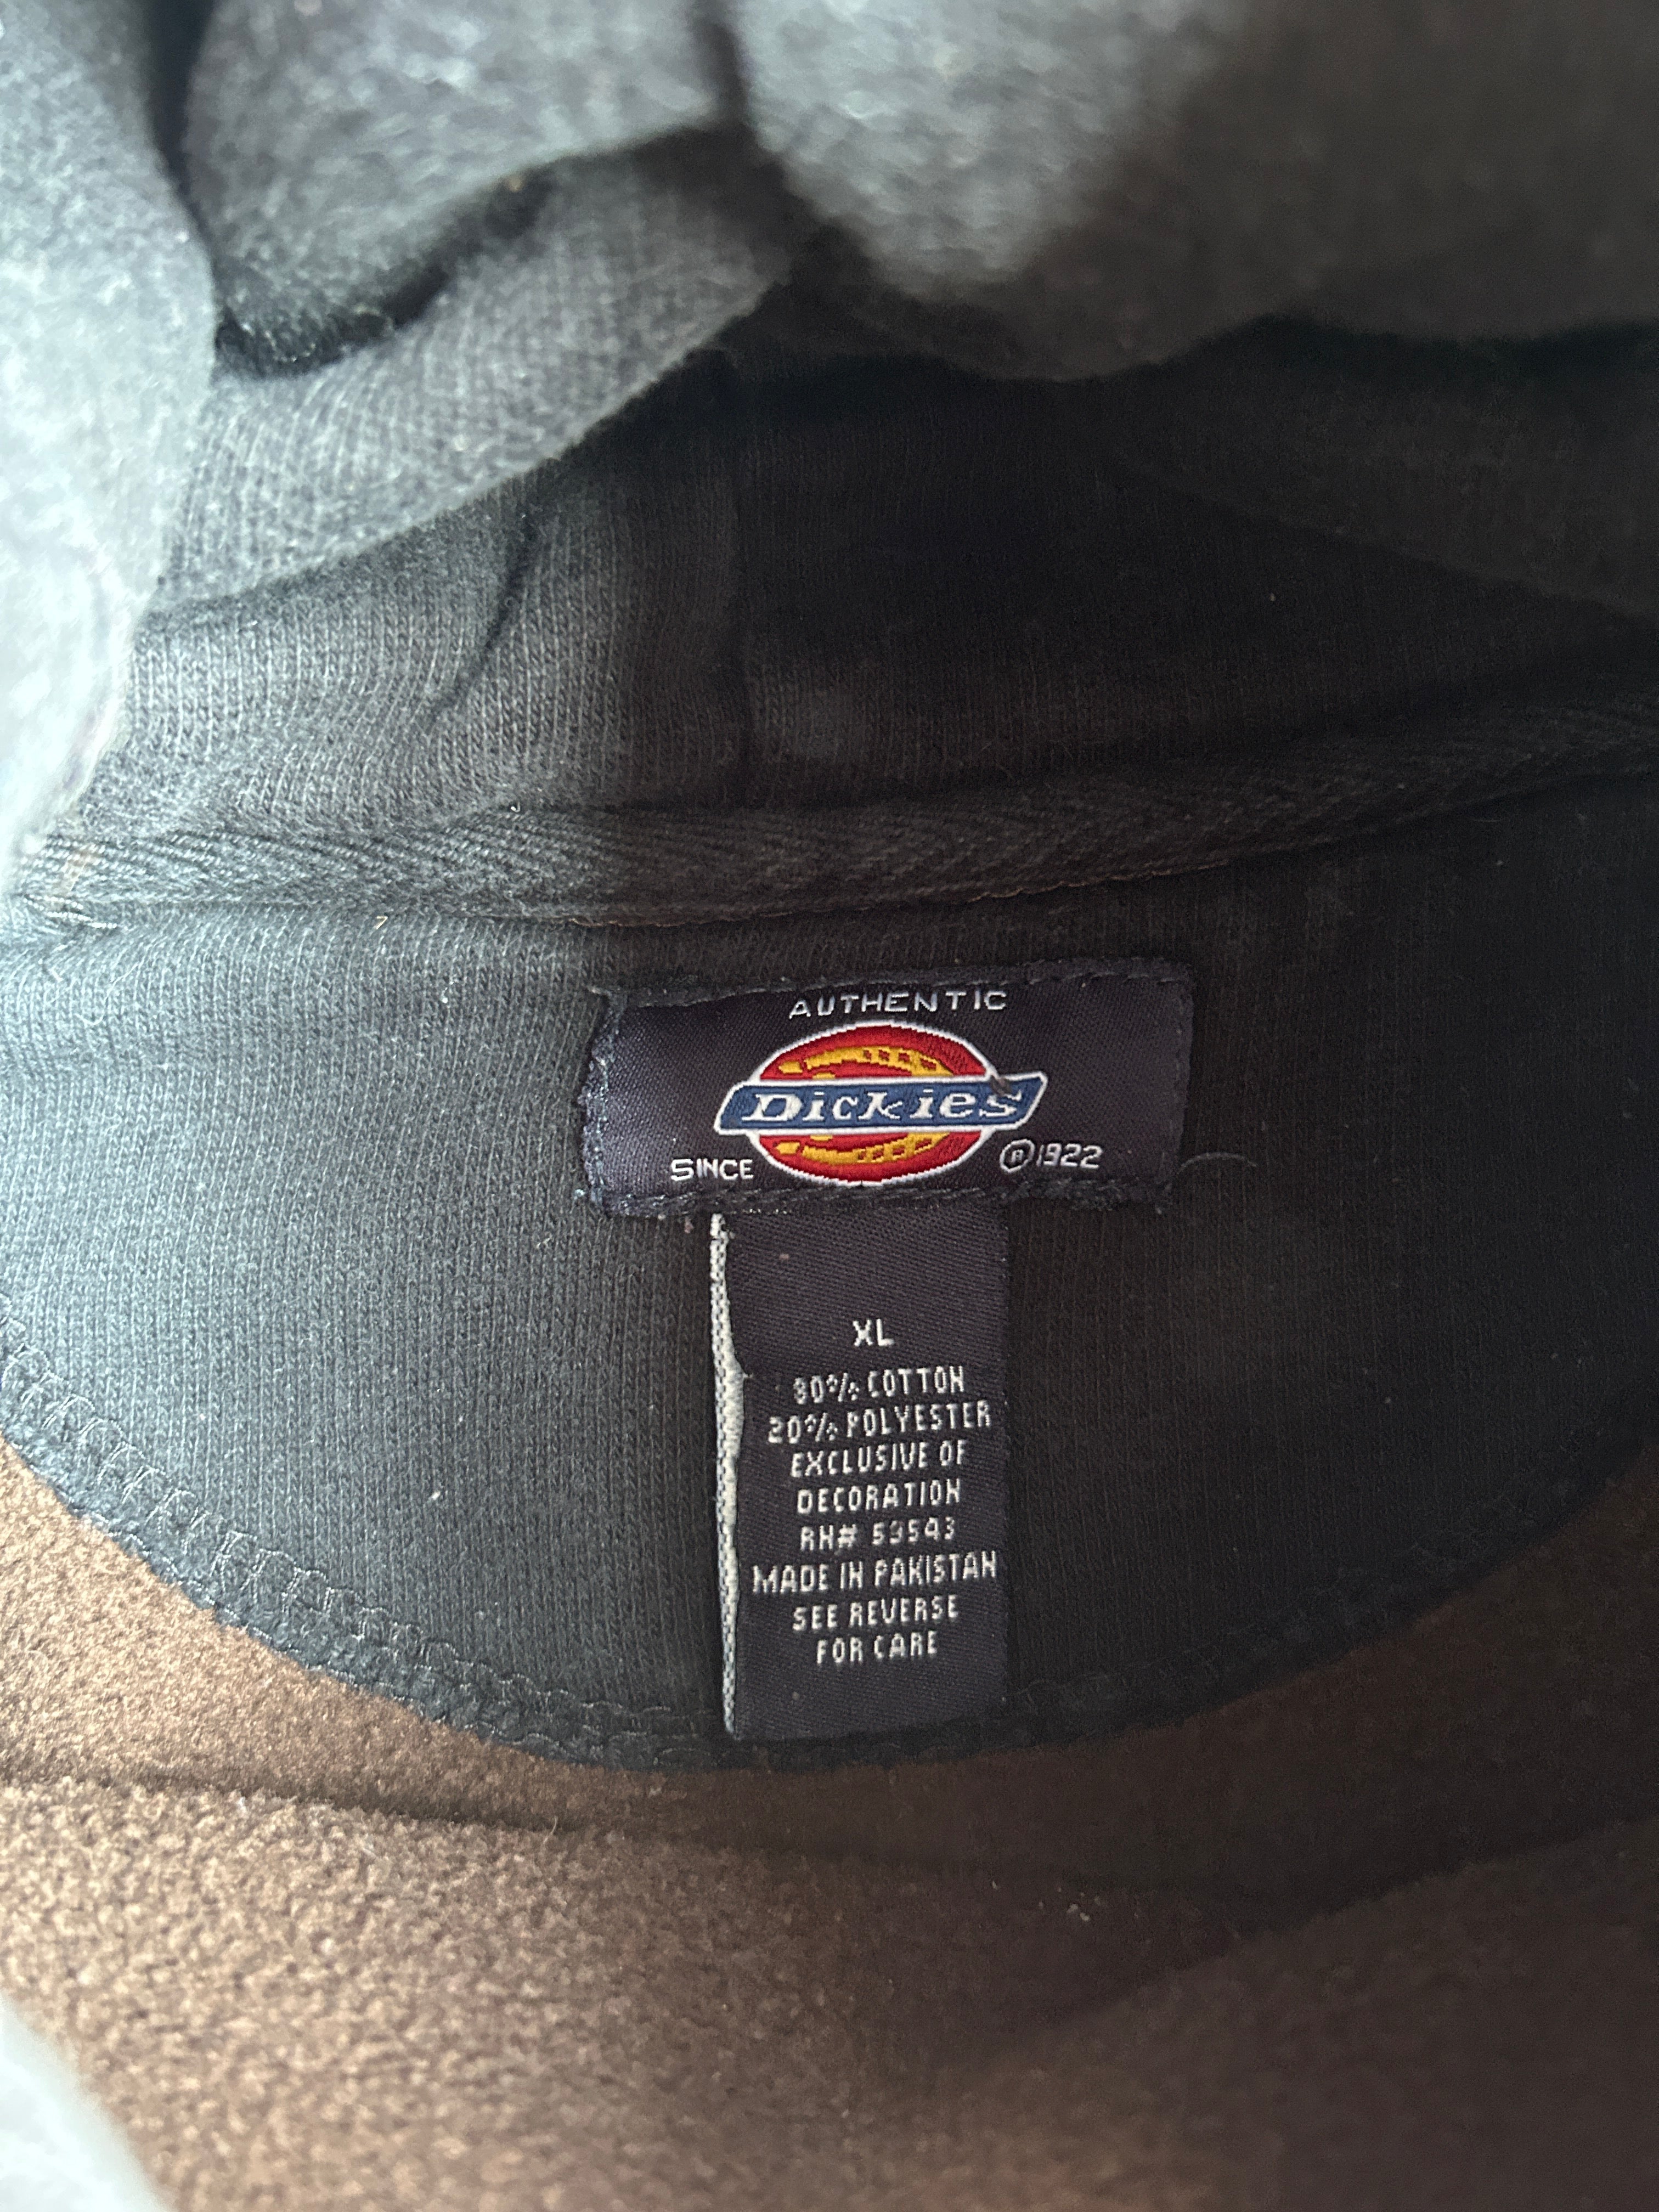 AUTHENTIC
Dickies
SINCE ®1922
XL
80% COTTON
20% POLYESTER
EXCLUSIVE OF
DECORATION
RN# 53543
MADE IN PAKISTAN
SEE REVERSE
FOR CARE